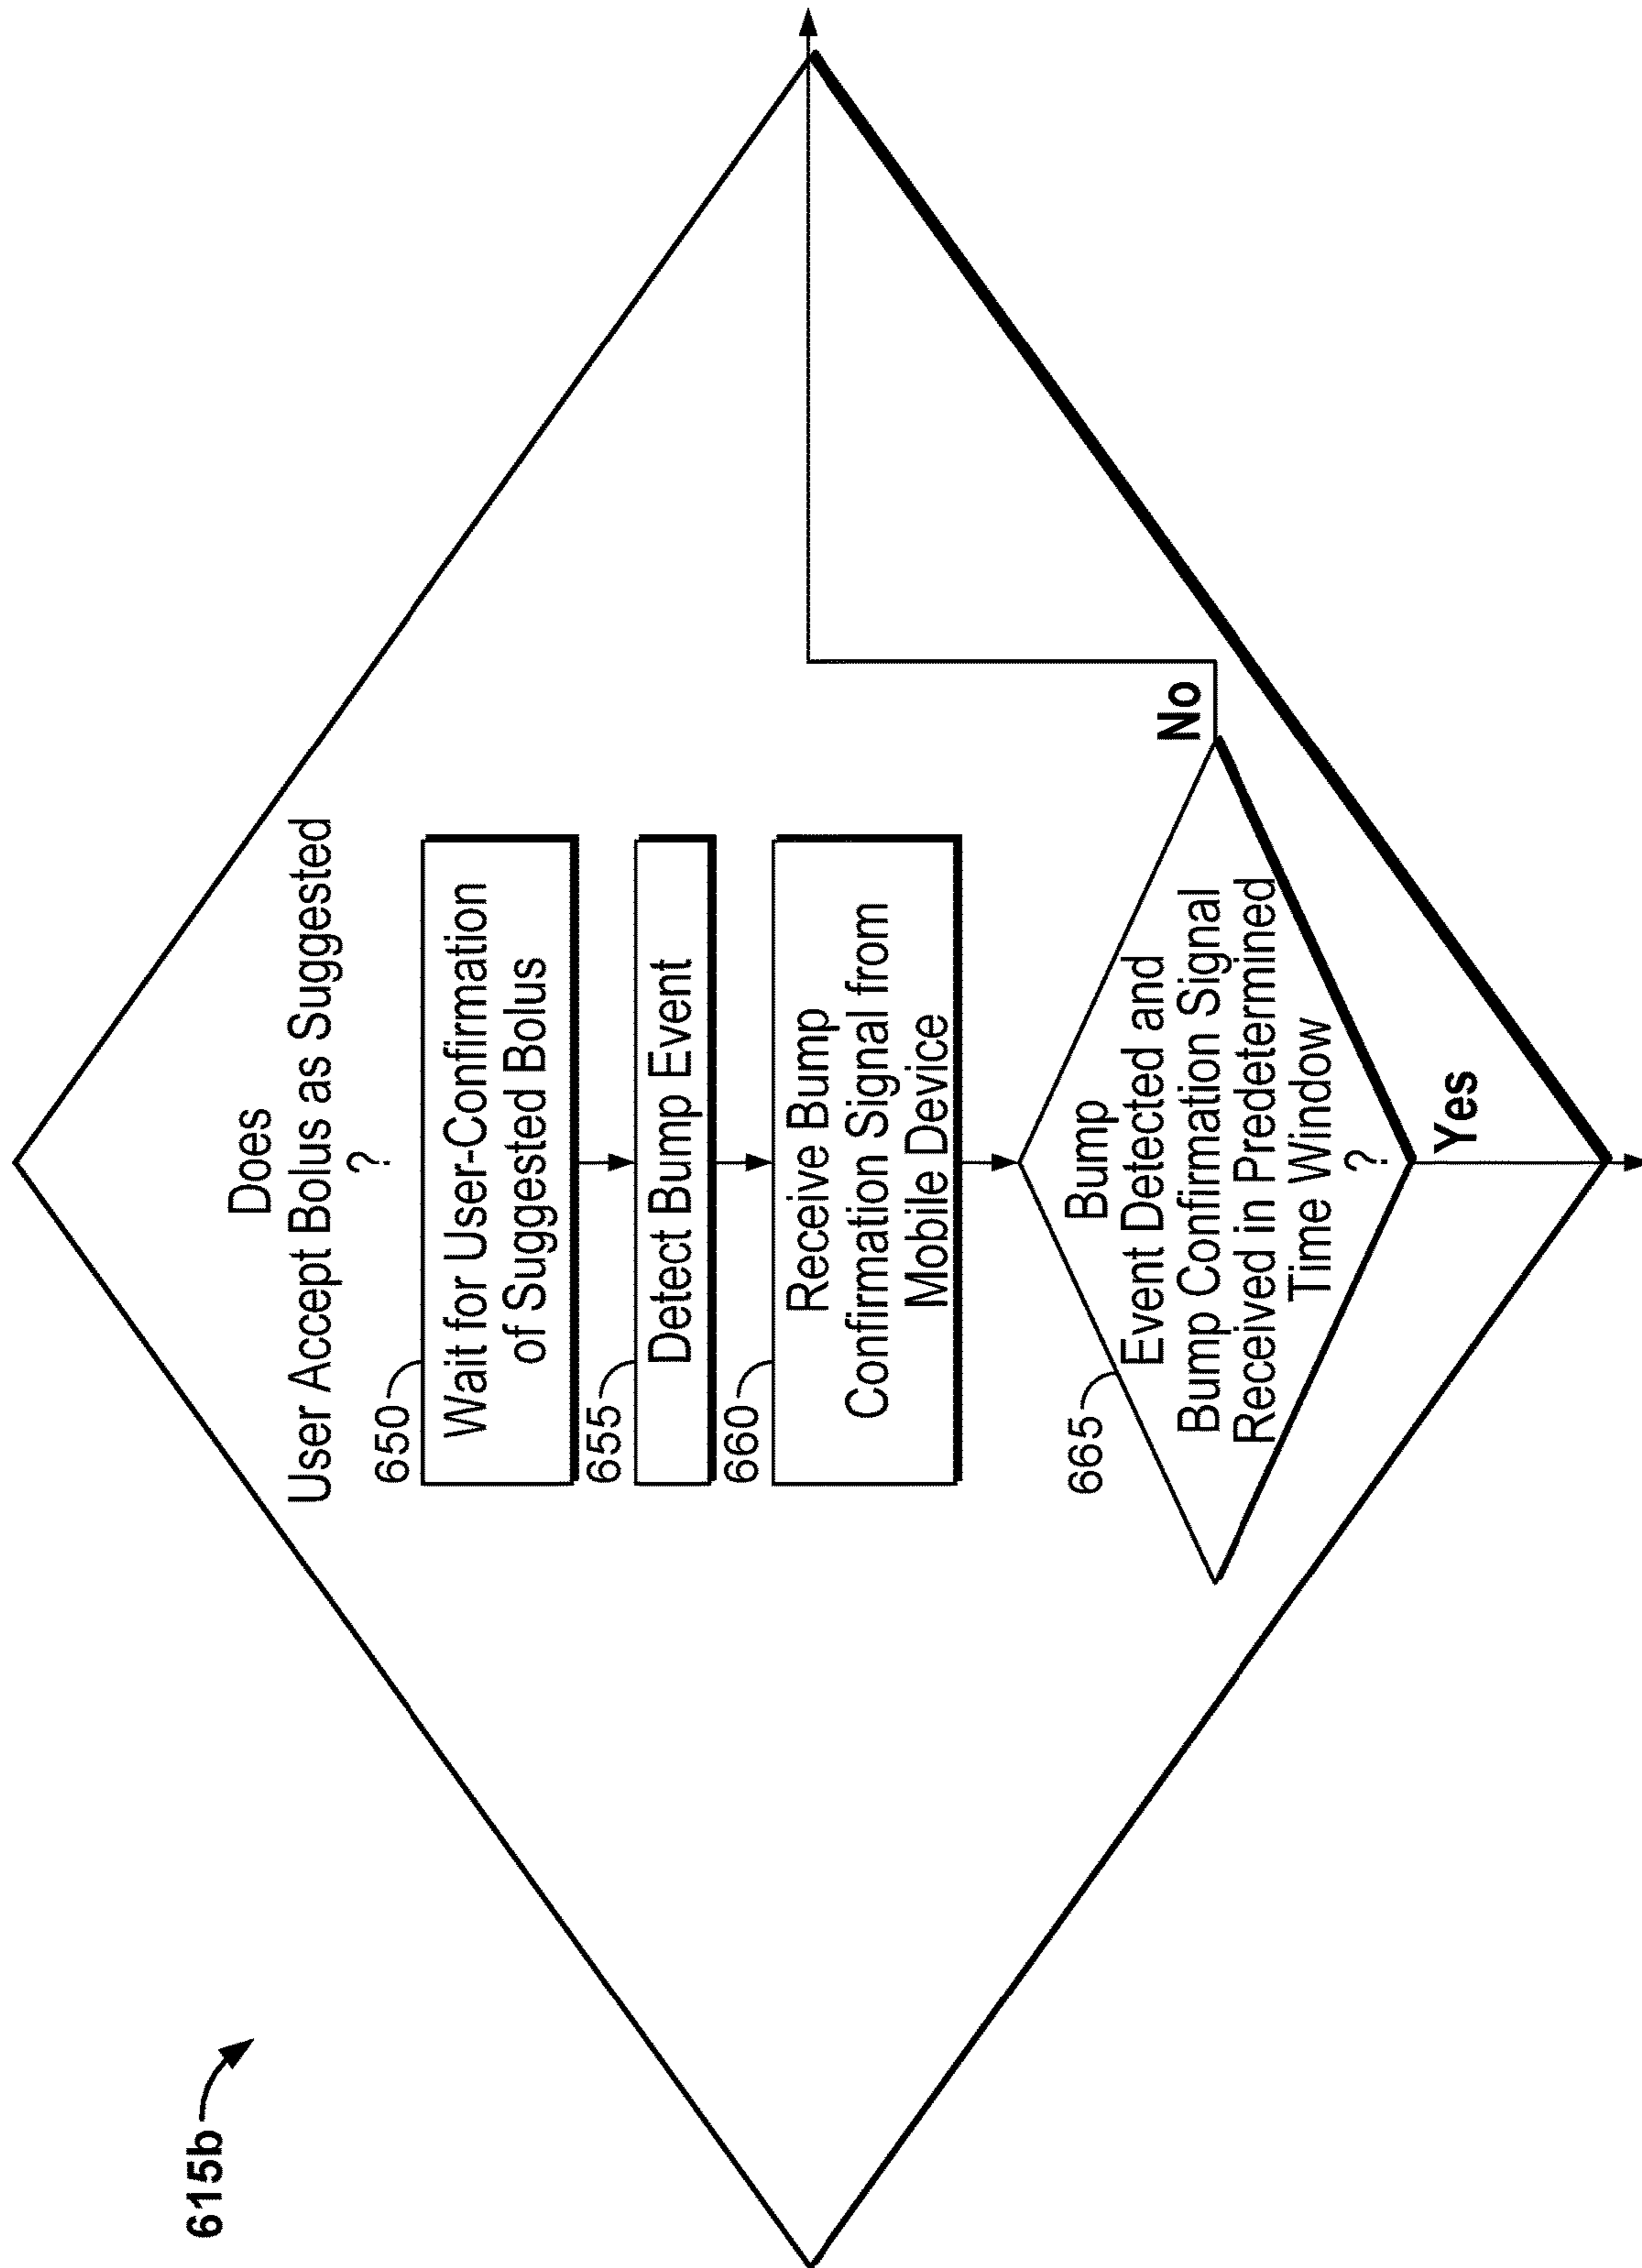 615b
Does
User Accept Bolus as Suggested
?
650
Wait for User-Confirmation
of Suggested Bolus
655
Detect Bump Event
660
Receive Bump
Confirmation Signal from
Mobile Device
665
Bump
Event Detected and
Bump Confirmation Signal
Received in Predetermined
Time Window
?
No
Yes